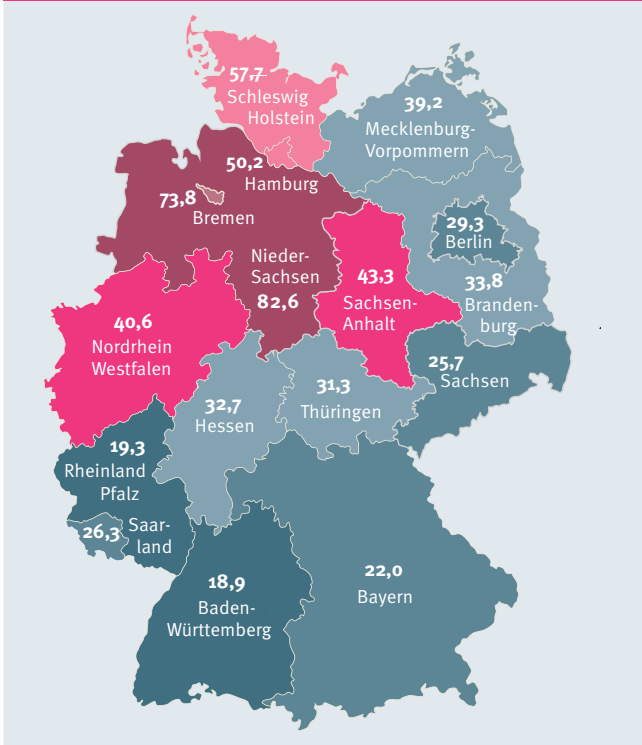 57,7
Schleswig
Holstein
39,2
Mecklenburg-
Vorpommern
50,2
Hamburg
73,8
Bremen
29,3
Berlin
Nieder-
Sachsen
82,6
43,3
Sachsen-
Anhalt
33,8
Branden-
burg
40,6
Nordrhein
Westfalen
25,7
Sachsen
31,3
Thüringen
32,7
Hessen
19,3
Rheinland
Pfalz
26,3
Saar-
land
18,9
Baden-
Württemberg
22,0
Bayern